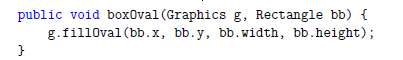 public void boxOval(Graphics g, Rectangle bb) {
    g.fillOval(bb.x, bb.y, bb.width, bb.height);
}